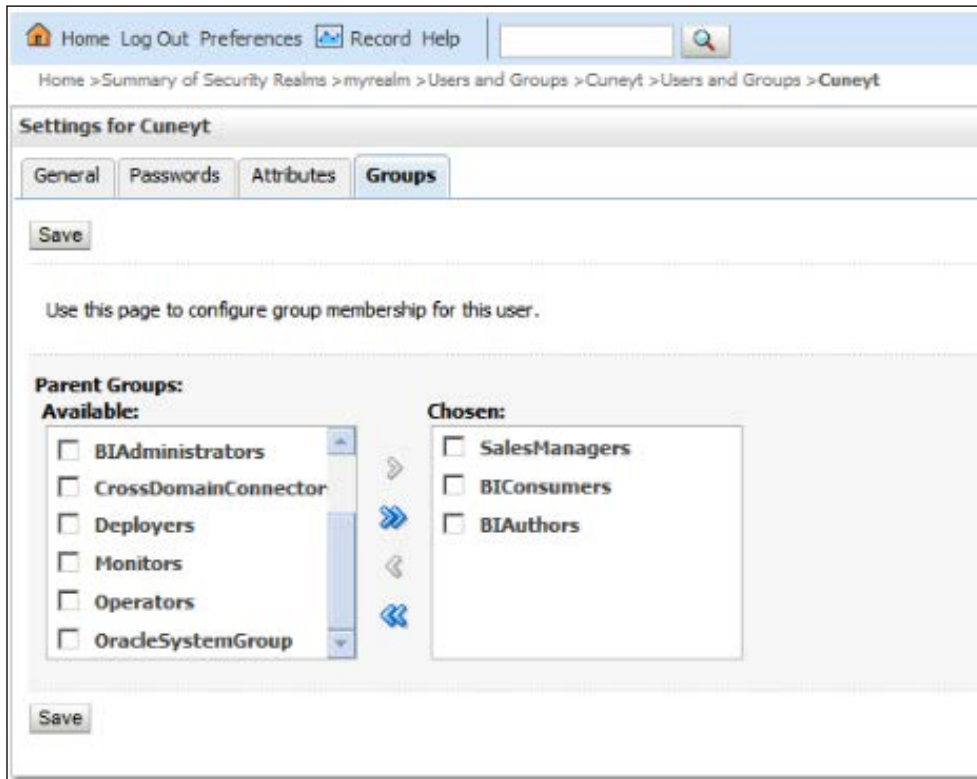 Home Log Out Preferences Record Help
Home >Summary of Security Realms >myrealm >Users and Groups >Cuneyt >Users and Groups >Cuneyt
Settings for Cuneyt
General Passwords Attributes Groups
Save
Use this page to configure group membership for this user.
Parent Groups:
Available:
BIAdministrators
CrossDomainConnector
Deployers
Monitors
Operators
OracleSystemGroup
Chosen:
SalesManagers
BIConsumers
BIAuthors
Save